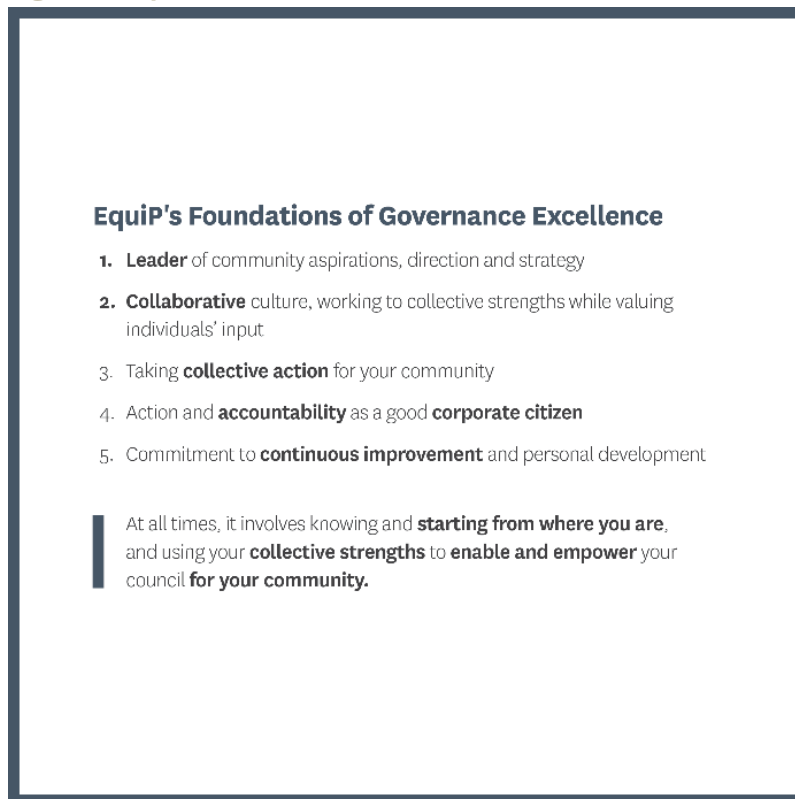 EquiP's Foundations of Governance Excellence
1. Leader of community aspirations, direction and strategy
2. Collaborative culture, working to collective strengths while valuing
individuals' input
3. Taking collective action for your community
4. Action and accountability as a good corporate citizen
5. Commitment to continuous improvement and personal development
At all times, it involves knowing and starting from where you are,
and using your collective strengths to enable and empower your
council for your community.